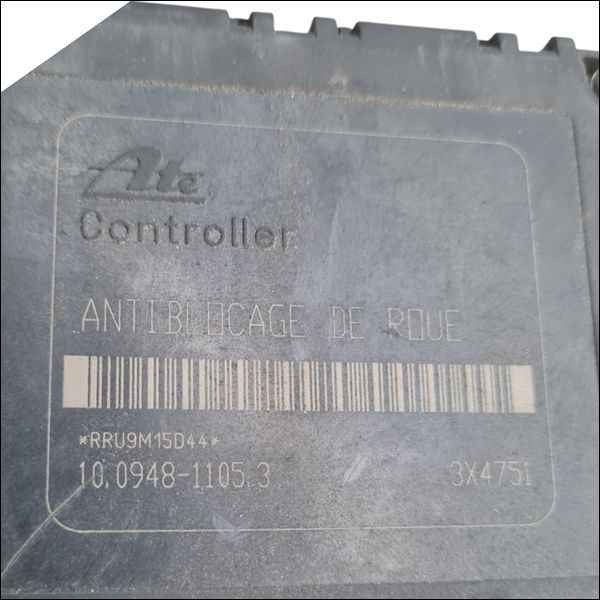 Ate
Controller
ANTIBLOCAGE DE ROUE
*RRU9M15D44*
10.0948-1105.3 3X4751